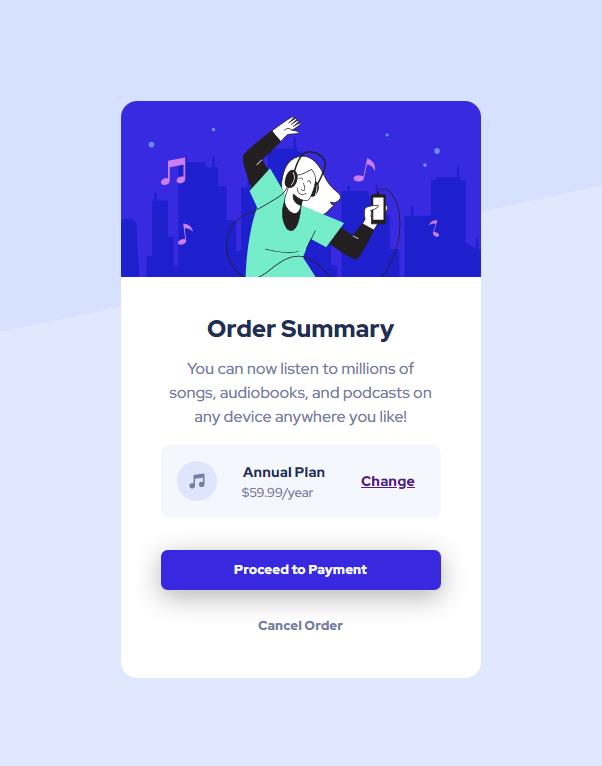 Order Summary
You can now listen to millions of
songs, audiobooks, and podcasts on
any device anywhere you like!
Annual Plan
$59.99/year
Change
Proceed to Payment
Cancel Order